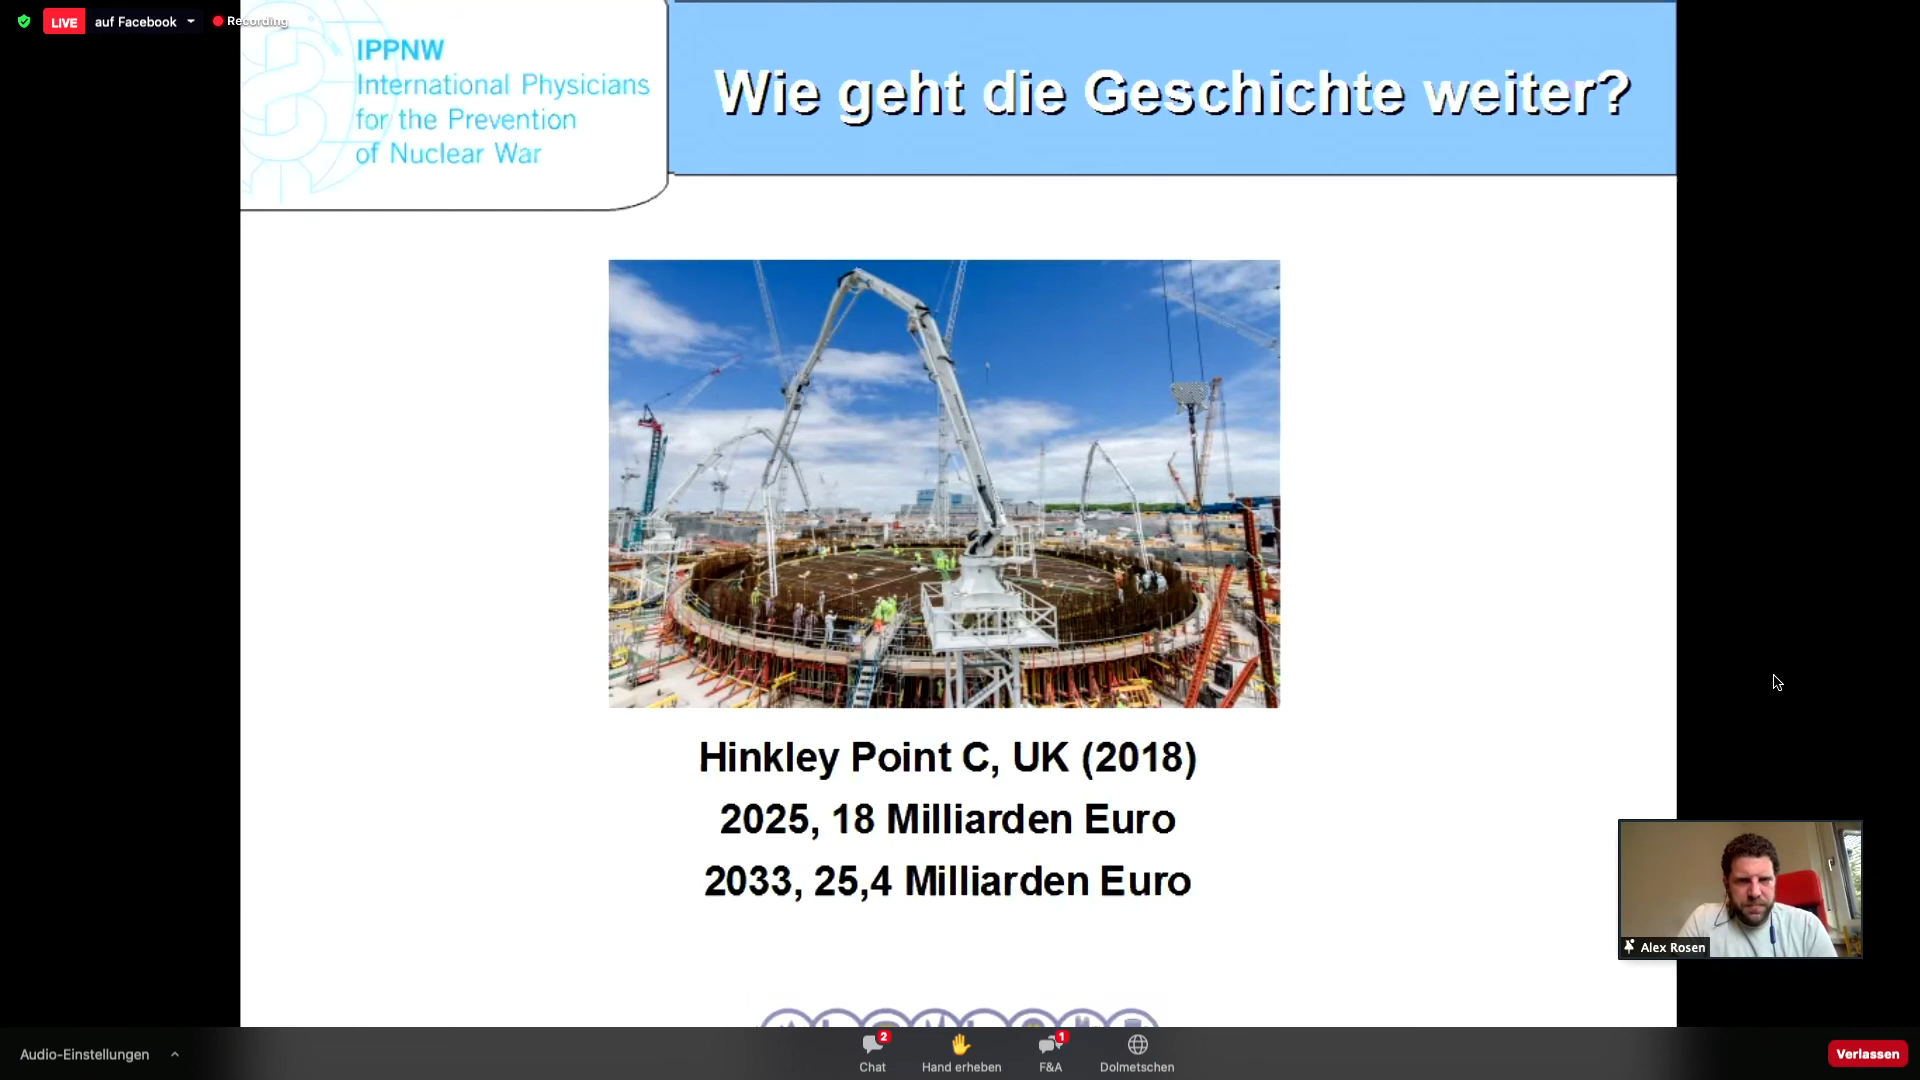 LIVE auf Facebook Recording
IPPNW
International Physicians
for the Prevention
of Nuclear War
Wie geht die Geschichte weiter?
Hinkley Point C, UK (2018)
2025, 18 Milliarden Euro
2033, 25,4 Milliarden Euro
Alex Rosen
Audio-Einstellungen
2
Chat
Hand erheben
1
F&A
Dolmetschen
Verlassen